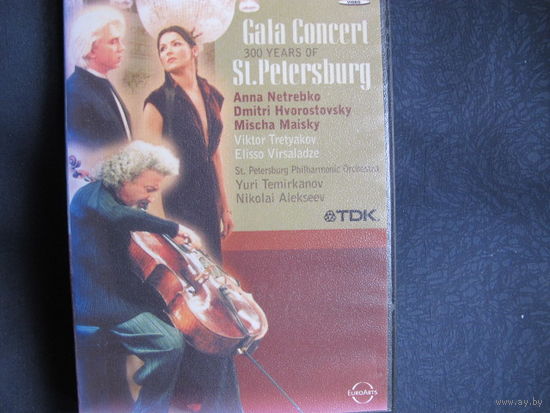 VIDEO
Gala Concert
300 YEARS OF
St. Petersburg
Anna Netrebko
Dmitri Hvorostovsky
Mischa Maisky
Viktor Tretyakov
Elisso Virsaladze
St. Petersburg Philharmonic Orchestra
Yuri Temirkanov
Nikolai Alekseev
TDK
EUROARTS
www.ay.by